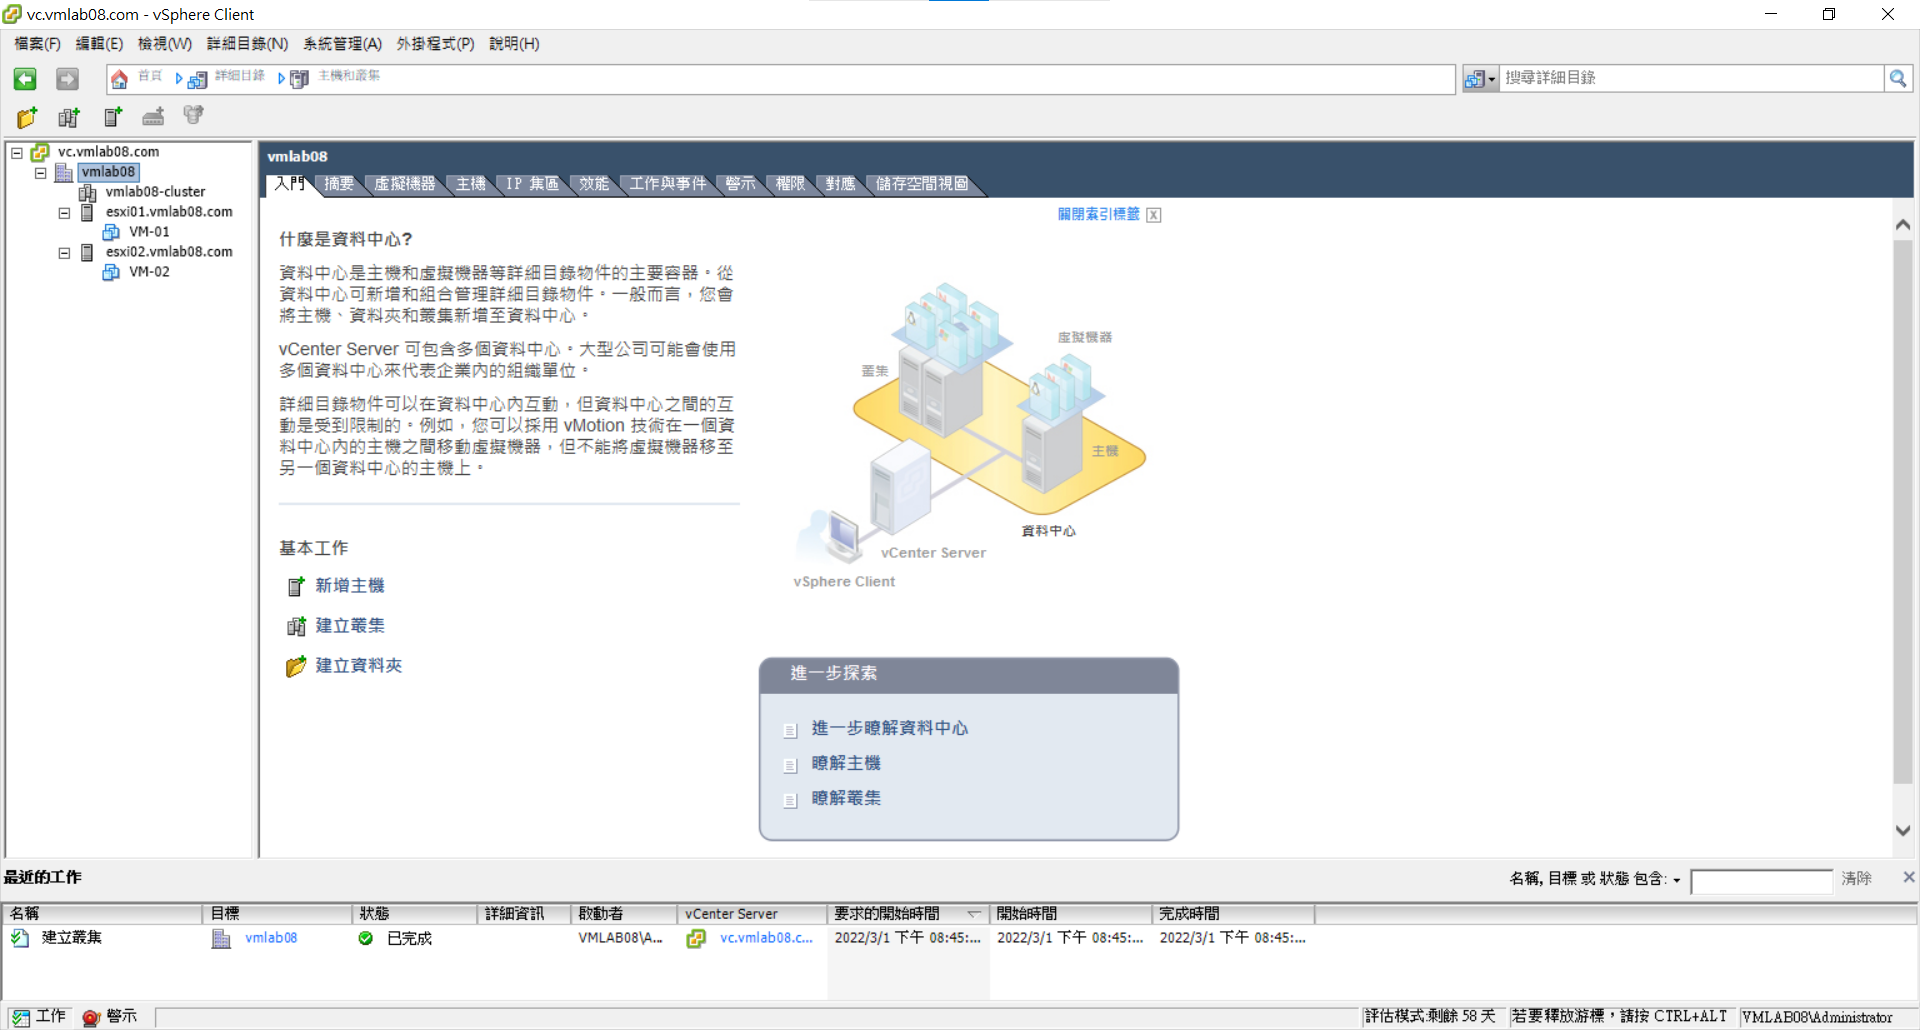 vc.vmlab08.com - vSphere Client
檔案(F) 編輯(E) 檢視(W) 詳細目錄(N) 系統管理(A) 外掛程式(P) 說明(H)
首頁 詳細目錄 主機和叢集
搜尋詳細目錄
vc.vmlab08.com
vmlab08
vmlab08-cluster
esxi01.vmlab08.com
VM-01
esxi02.vmlab08.com
VM-02
vmlab08
入門 摘要 虛擬機器 主機 IP 集區 效能 工作與事件 警示 權限 對應 儲存空間視圖
關閉索引標籤 X
什麼是資料中心?
資料中心是主機和虛擬機器等詳細目錄物件的主要容器。從
資料中心可新增和組合管理詳細目錄物件。一般而言，您會
將主機、資料夾和叢集新增至資料中心。
vCenter Server 可包含多個資料中心。大型公司可能會使用
多個資料中心來代表企業內的組織單位。
詳細目錄物件可以在資料中心內互動，但資料中心之間的互
動是受到限制的。例如，您可以採用 vMotion 技術在一個資
料中心內的主機之間移動虛擬機器，但不能將虛擬機器移至
另一個資料中心的主機上。
虛擬機器
叢集
主機
資料中心
vCenter Server
vSphere Client
基本工作
新增主機
建立叢集
建立資料夾
進一步探索
進一步瞭解資料中心
瞭解主機
瞭解叢集
最近的工作
名稱, 目標 或 狀態 包含:
清除
名稱 目標 狀態 詳細資訊 啟動者 vCenter Server 要求的開始時間 開始時間 完成時間
建立叢集 vmlab08 已完成 VMLAB08\A... vc.vmlab08.c... 2022/3/1 下午 08:45:... 2022/3/1 下午 08:45:... 2022/3/1 下午 08:45:...
工作 警示
評估模式:剩餘 58 天 若要釋放游標，請按 CTRL+ALT VMLAB08\Administrator